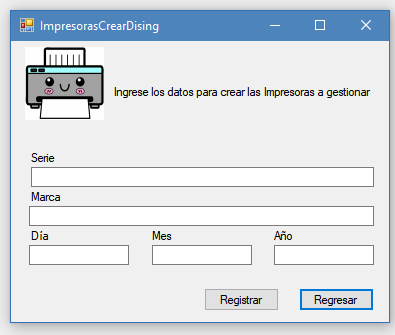 ImpresorasCrearDising
Ingrese los datos para crear las Impresoras a gestionar
Serie
Marca
Día Mes Año
Registrar Regresar